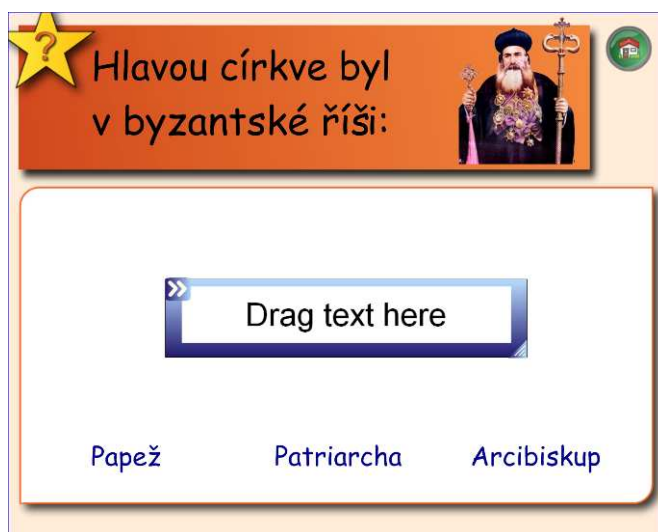 ?
Hlavou církve byl
v byzantské říši:
Drag text here
Papež Patriarcha Arcibiskup